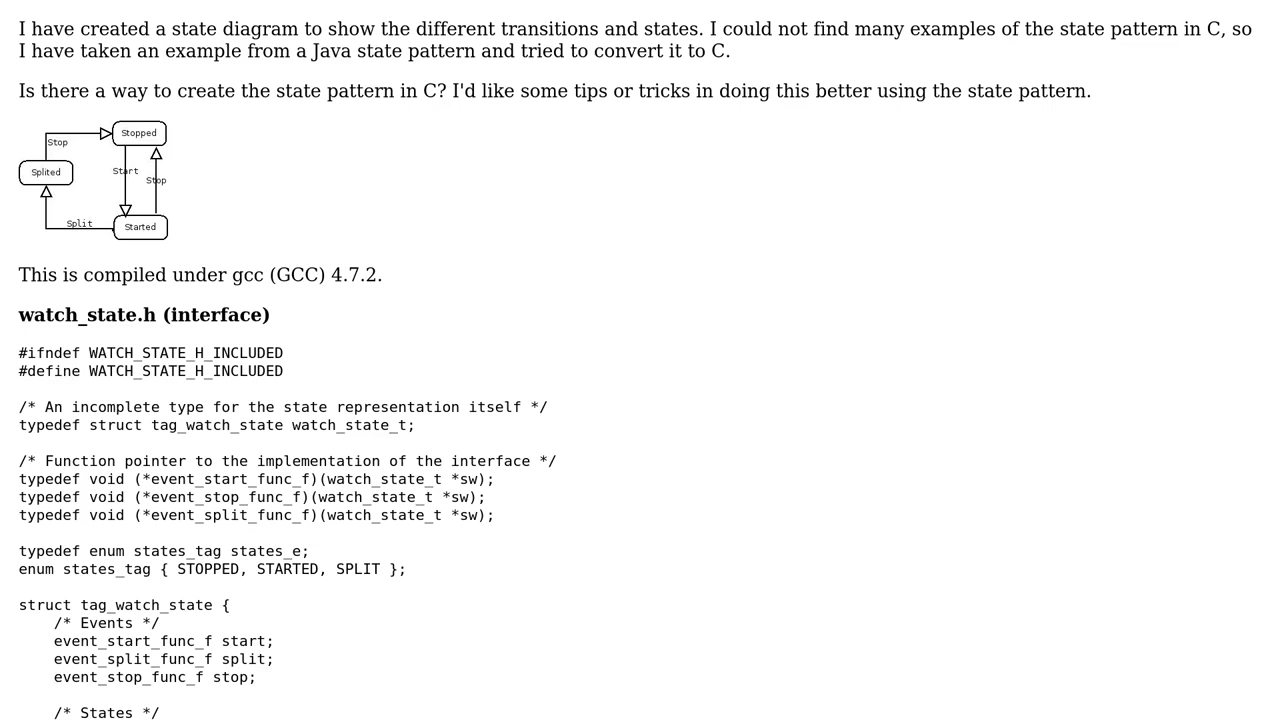 I have created a state diagram to show the different transitions and states. I could not find many examples of the state pattern in C, so
I have taken an example from a Java state pattern and tried to convert it to C.
Is there a way to create the state pattern in C? I'd like some tips or tricks in doing this better using the state pattern.
Stopped
Stop
Splited
Start
Stop
Split
Started
This is compiled under gcc (GCC) 4.7.2.
watch_state.h (interface)
#ifndef WATCH_STATE_H_INCLUDED
#define WATCH_STATE_H_INCLUDED
/* An incomplete type for the state representation itself */
typedef struct tag_watch_state watch_state_t;
/* Function pointer to the implementation of the interface */
typedef void (*event_start_func_f)(watch_state_t *sw);
typedef void (*event_stop_func_f)(watch_state_t *sw);
typedef void (*event_split_func_f)(watch_state_t *sw);
typedef enum states_tag states_e;
enum states_tag { STOPPED, STARTED, SPLIT };
struct tag_watch_state {
    /* Events */
    event_start_func_f start;
    event_split_func_f split;
    event_stop_func_f stop;
    /* States */